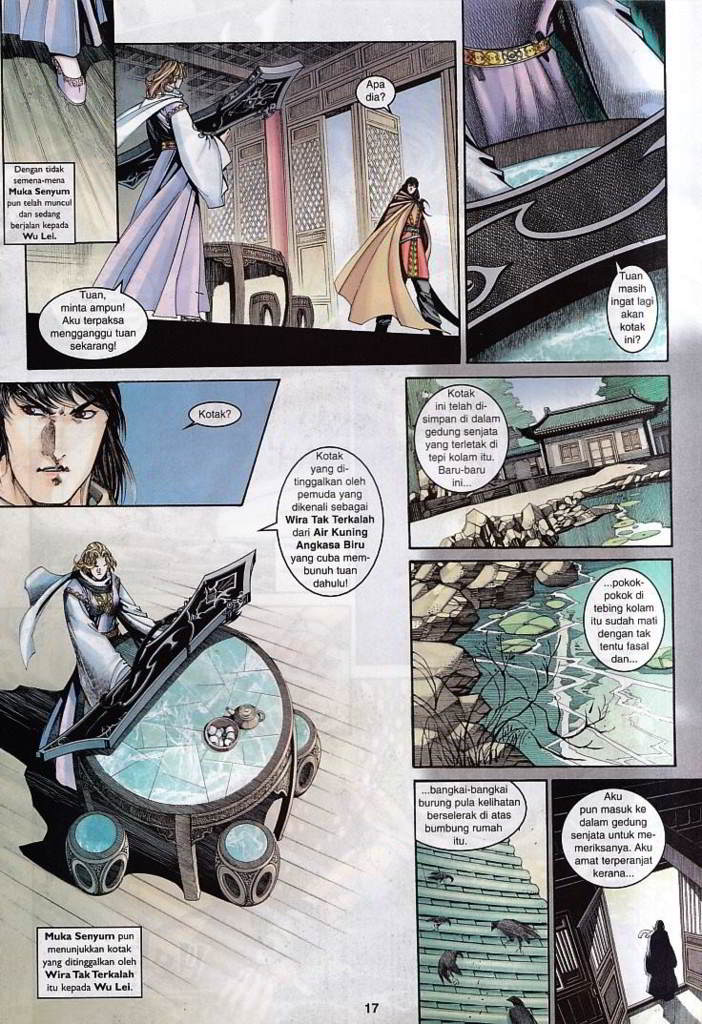 Dengan tidak
semena-mena
Muka Senyum
pun telah muncul
dan sedang
berjalan kepada
Wu Lei.
Tuan,
minta ampun!
Aku terpaksa
mengganggu tuan
sekarang!
Apa
dia?
Tuan
masih
ingat lagi
akan
kotak
ini?
Kotak?
Kotak
yang di-
tinggalkan oleh
pemuda yang
dikenali sebagai
Wira Tak Terkalah
dari Air Kuning
Angkasa Biru
yang cuba mem-
bunuh tuan
dahulu!
Muka Senyum pun
menunjukkan kotak
yang ditinggalkan oleh
Wira Tak Terkalah
itu kepada Wu Lei.
Kotak
ini telah di-
simpan di dalam
gedung senjata
yang terletak di
tepi kolam itu.
Baru-baru
ini...
...pokok-
pokok di
tebing kolam
itu sudah mati
dengan tak
tentu fasal
dan...
...bangkai-bangkai
burung pula kelihatan
berselerak di atas
bumbung rumah
itu.
Aku
pun masuk ke
dalam gedung
senjata untuk me-
meriksanya. Aku
amat terperanjat
kerana...
17